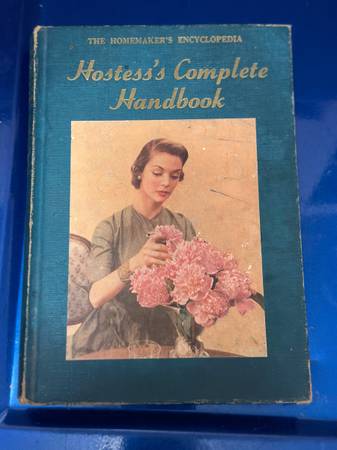 THE HOMEMAKER'S ENCYCLOPEDIA
Hostess's Complete
Handbook